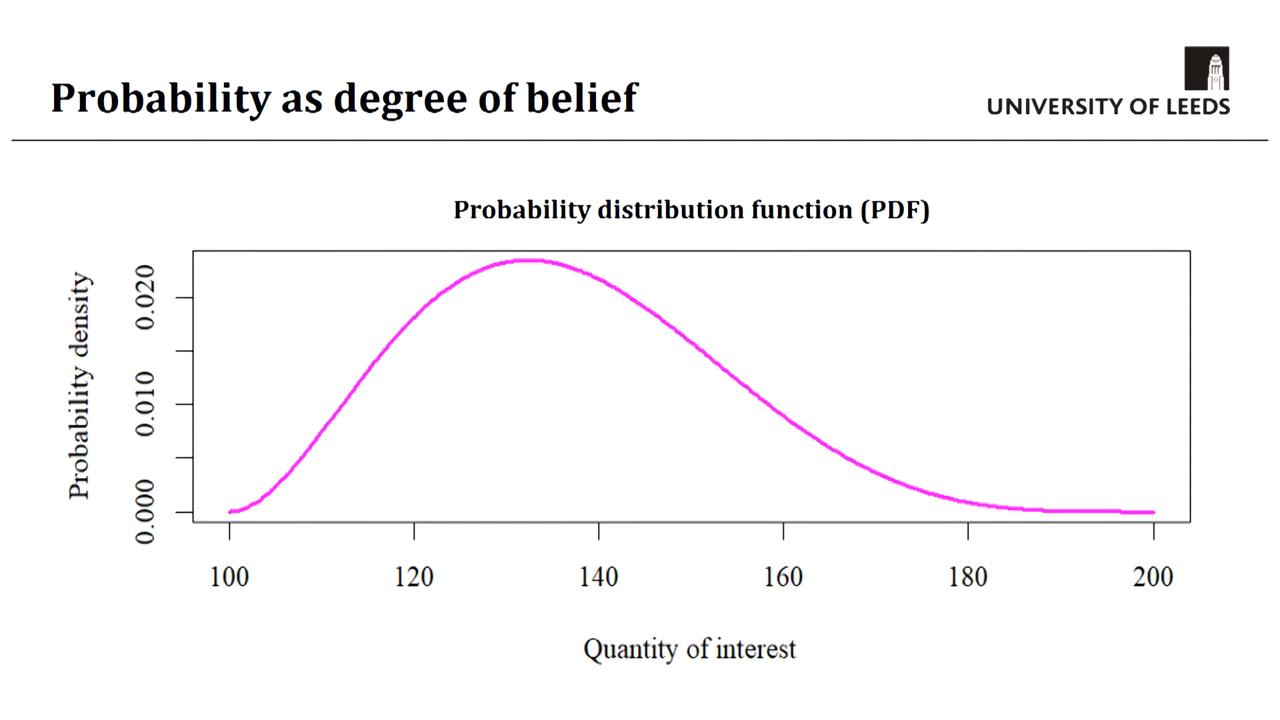 Probability as degree of belief
UNIVERSITY OF LEEDS
Probability distribution function (PDF)
Probability density
0.020
0.010
0.000
100 120 140 160 180 200
Quantity of interest